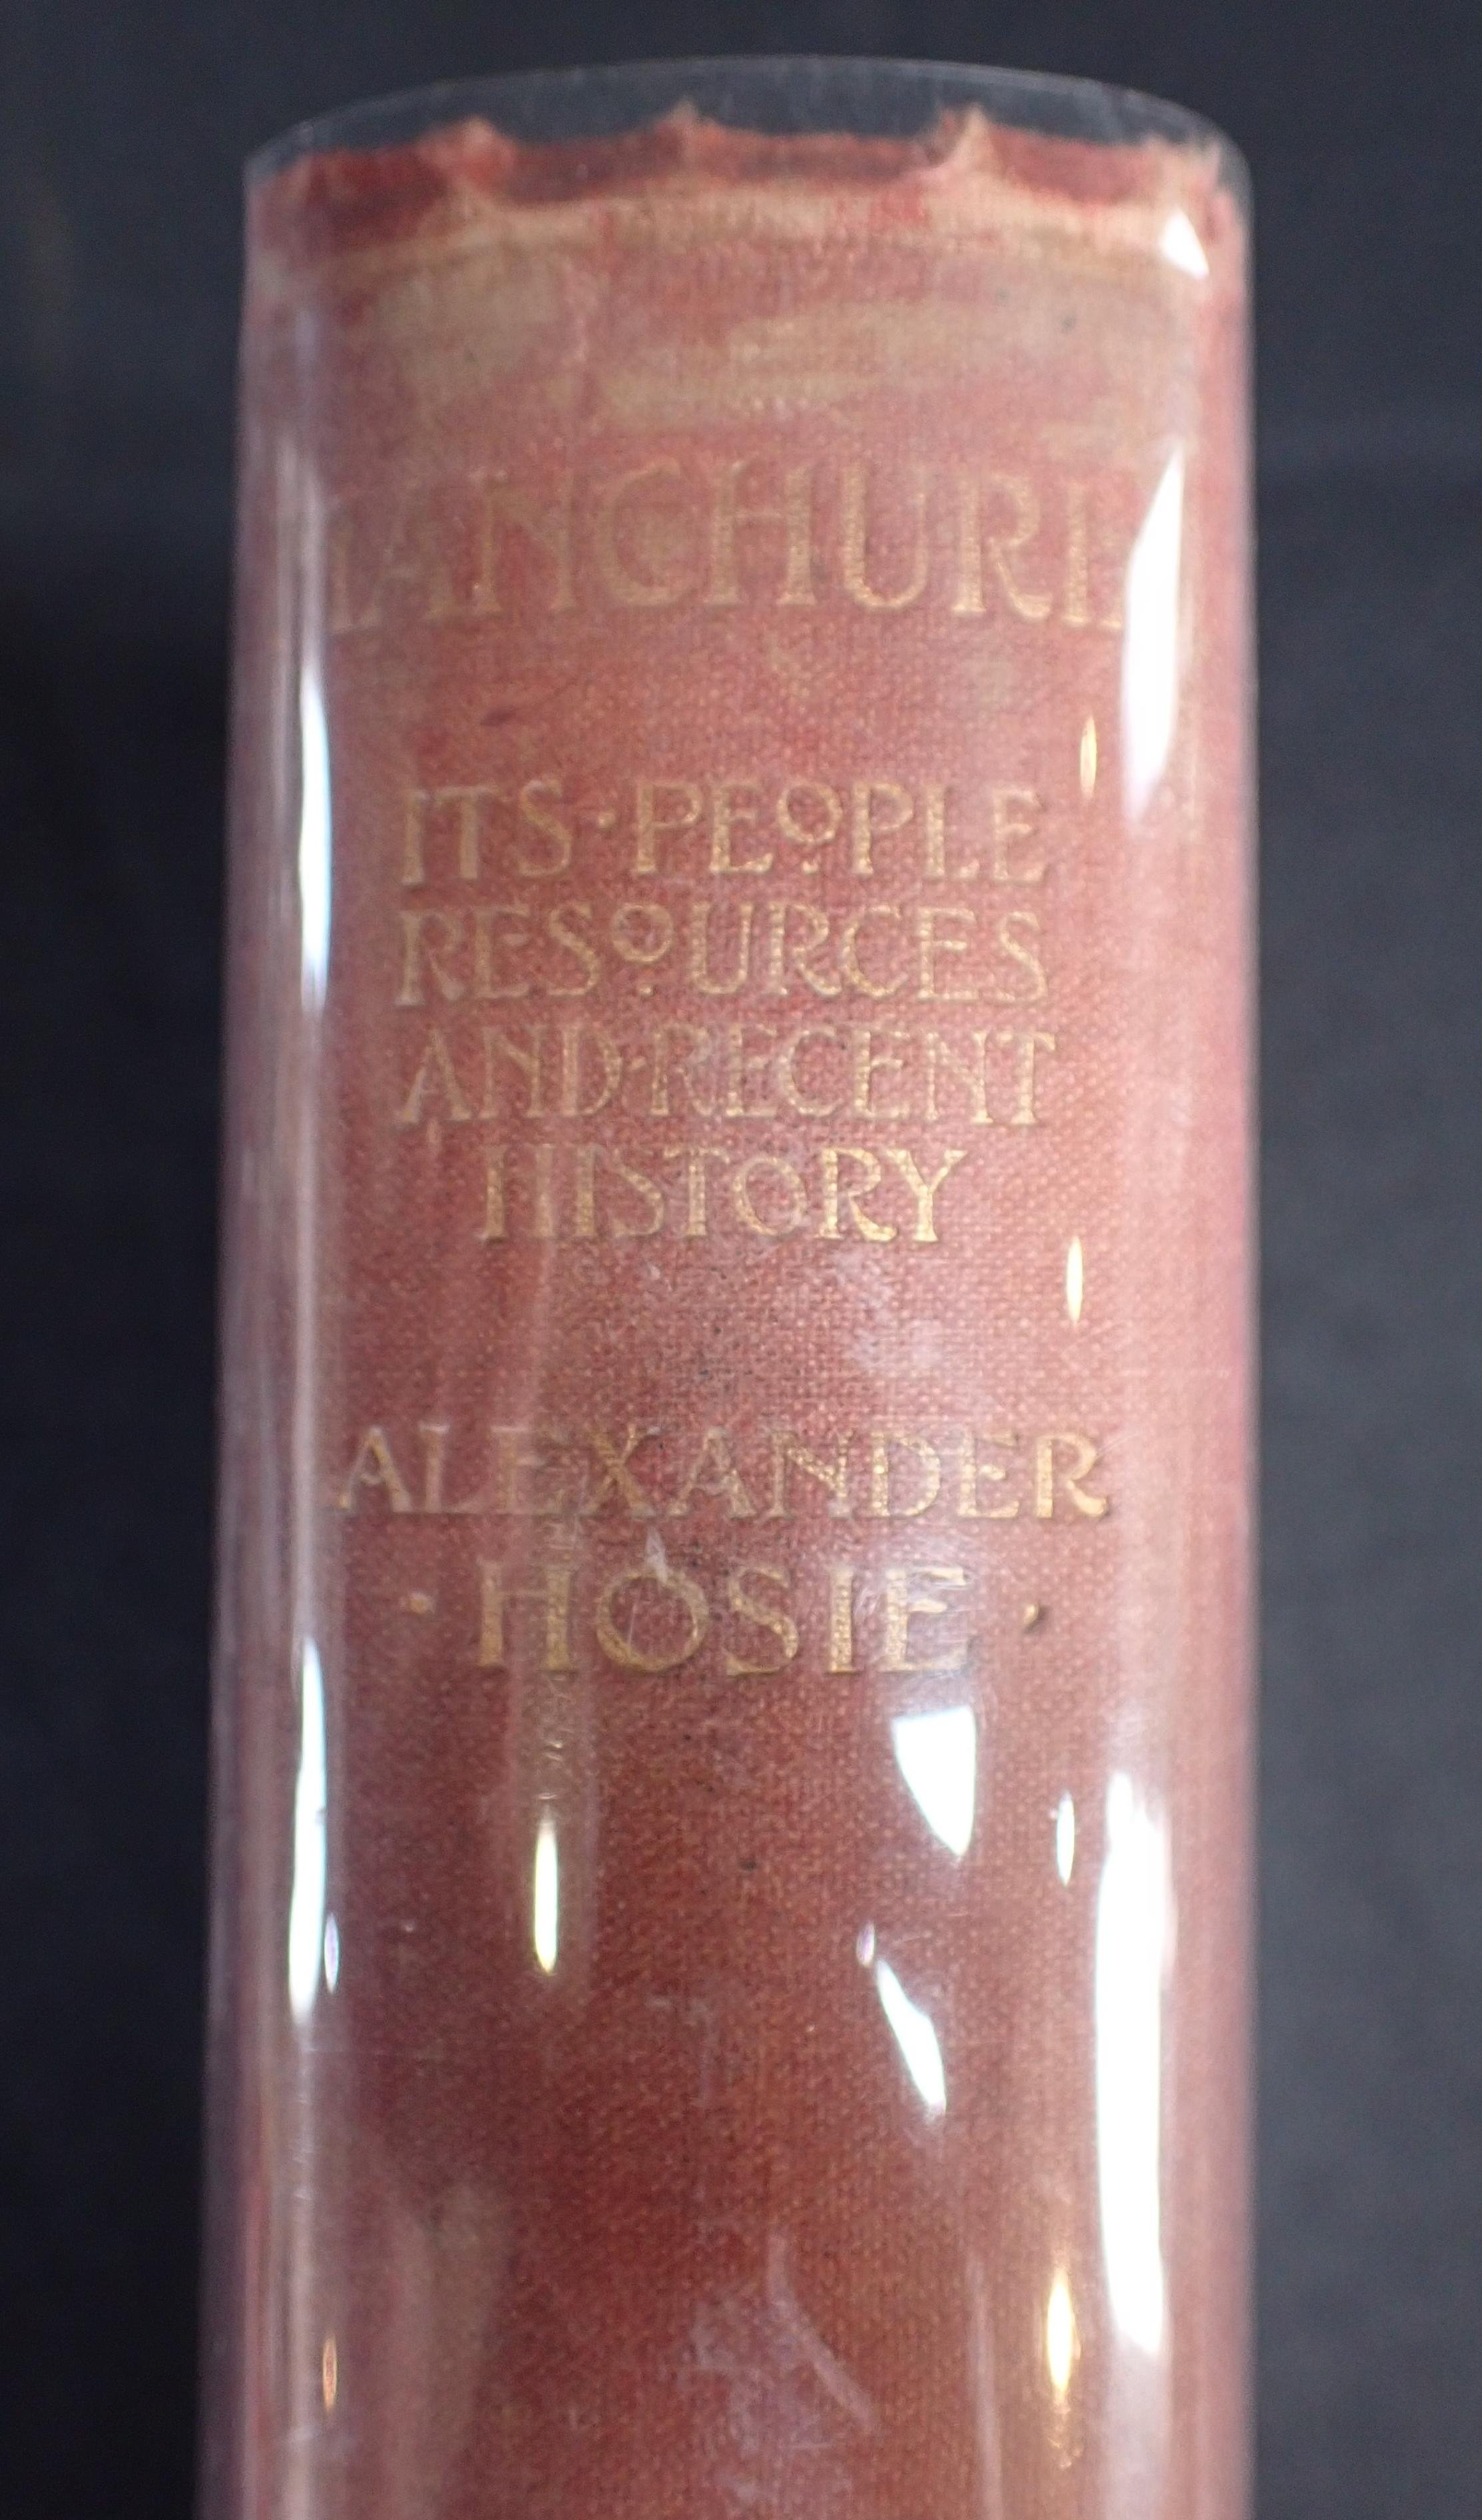 MANCHURIA
ITS·PEOPLE
RESOURCES
AND·RECENT
HISTORY
ALEXANDER
·HOSIE·